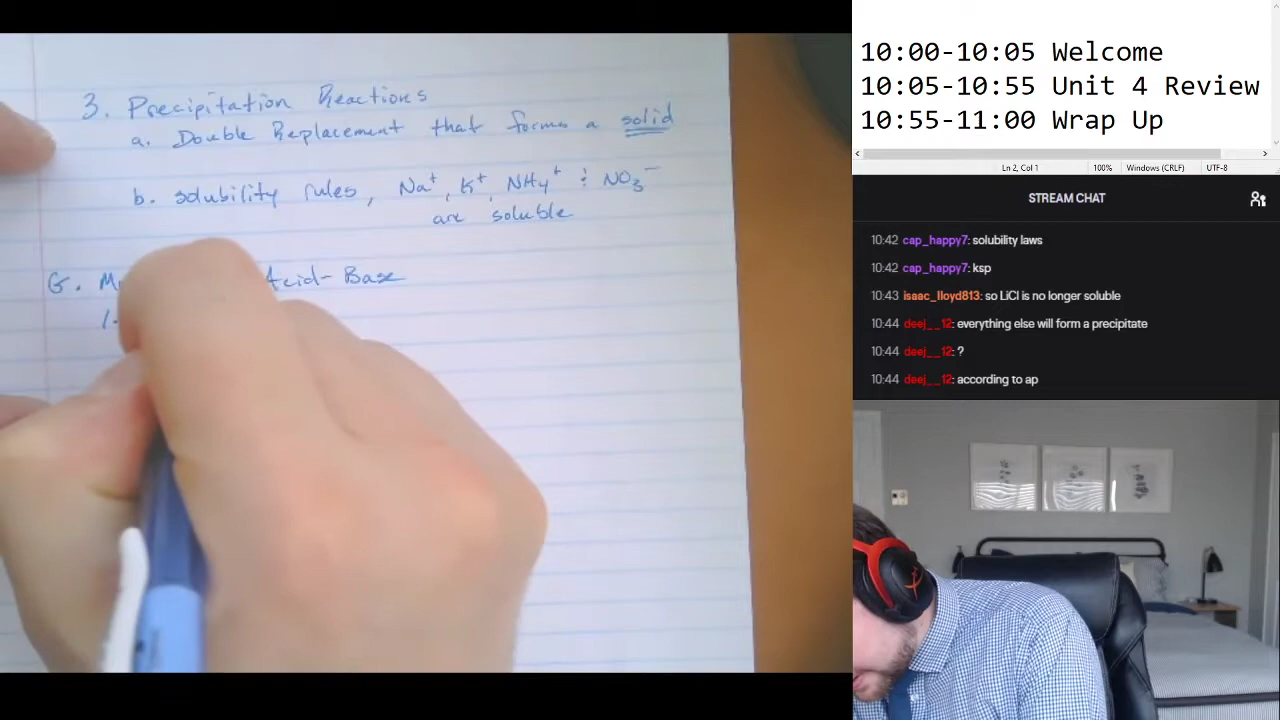 3. Precipitation Reactions
a. Double Replacement that forms a solid
b. solubility rules, Na⁺, K⁺, NH₄⁺ : NO₃⁻
are soluble
G. Acid-Base
1.
10:00-10:05 Welcome
10:05-10:55 Unit 4 Review
10:55-11:00 Wrap Up
Ln 2, Col 1 100% Windows (CRLF) UTF-8
STREAM CHAT
10:42 cap_happy7: solubility laws
10:42 cap_happy7: ksp
10:43 isaac_lloyd813: so LiCl is no longer soluble
10:44 deej__12: everything else will form a precipitate
10:44 deej__12: ?
10:44 deej__12: according to ap